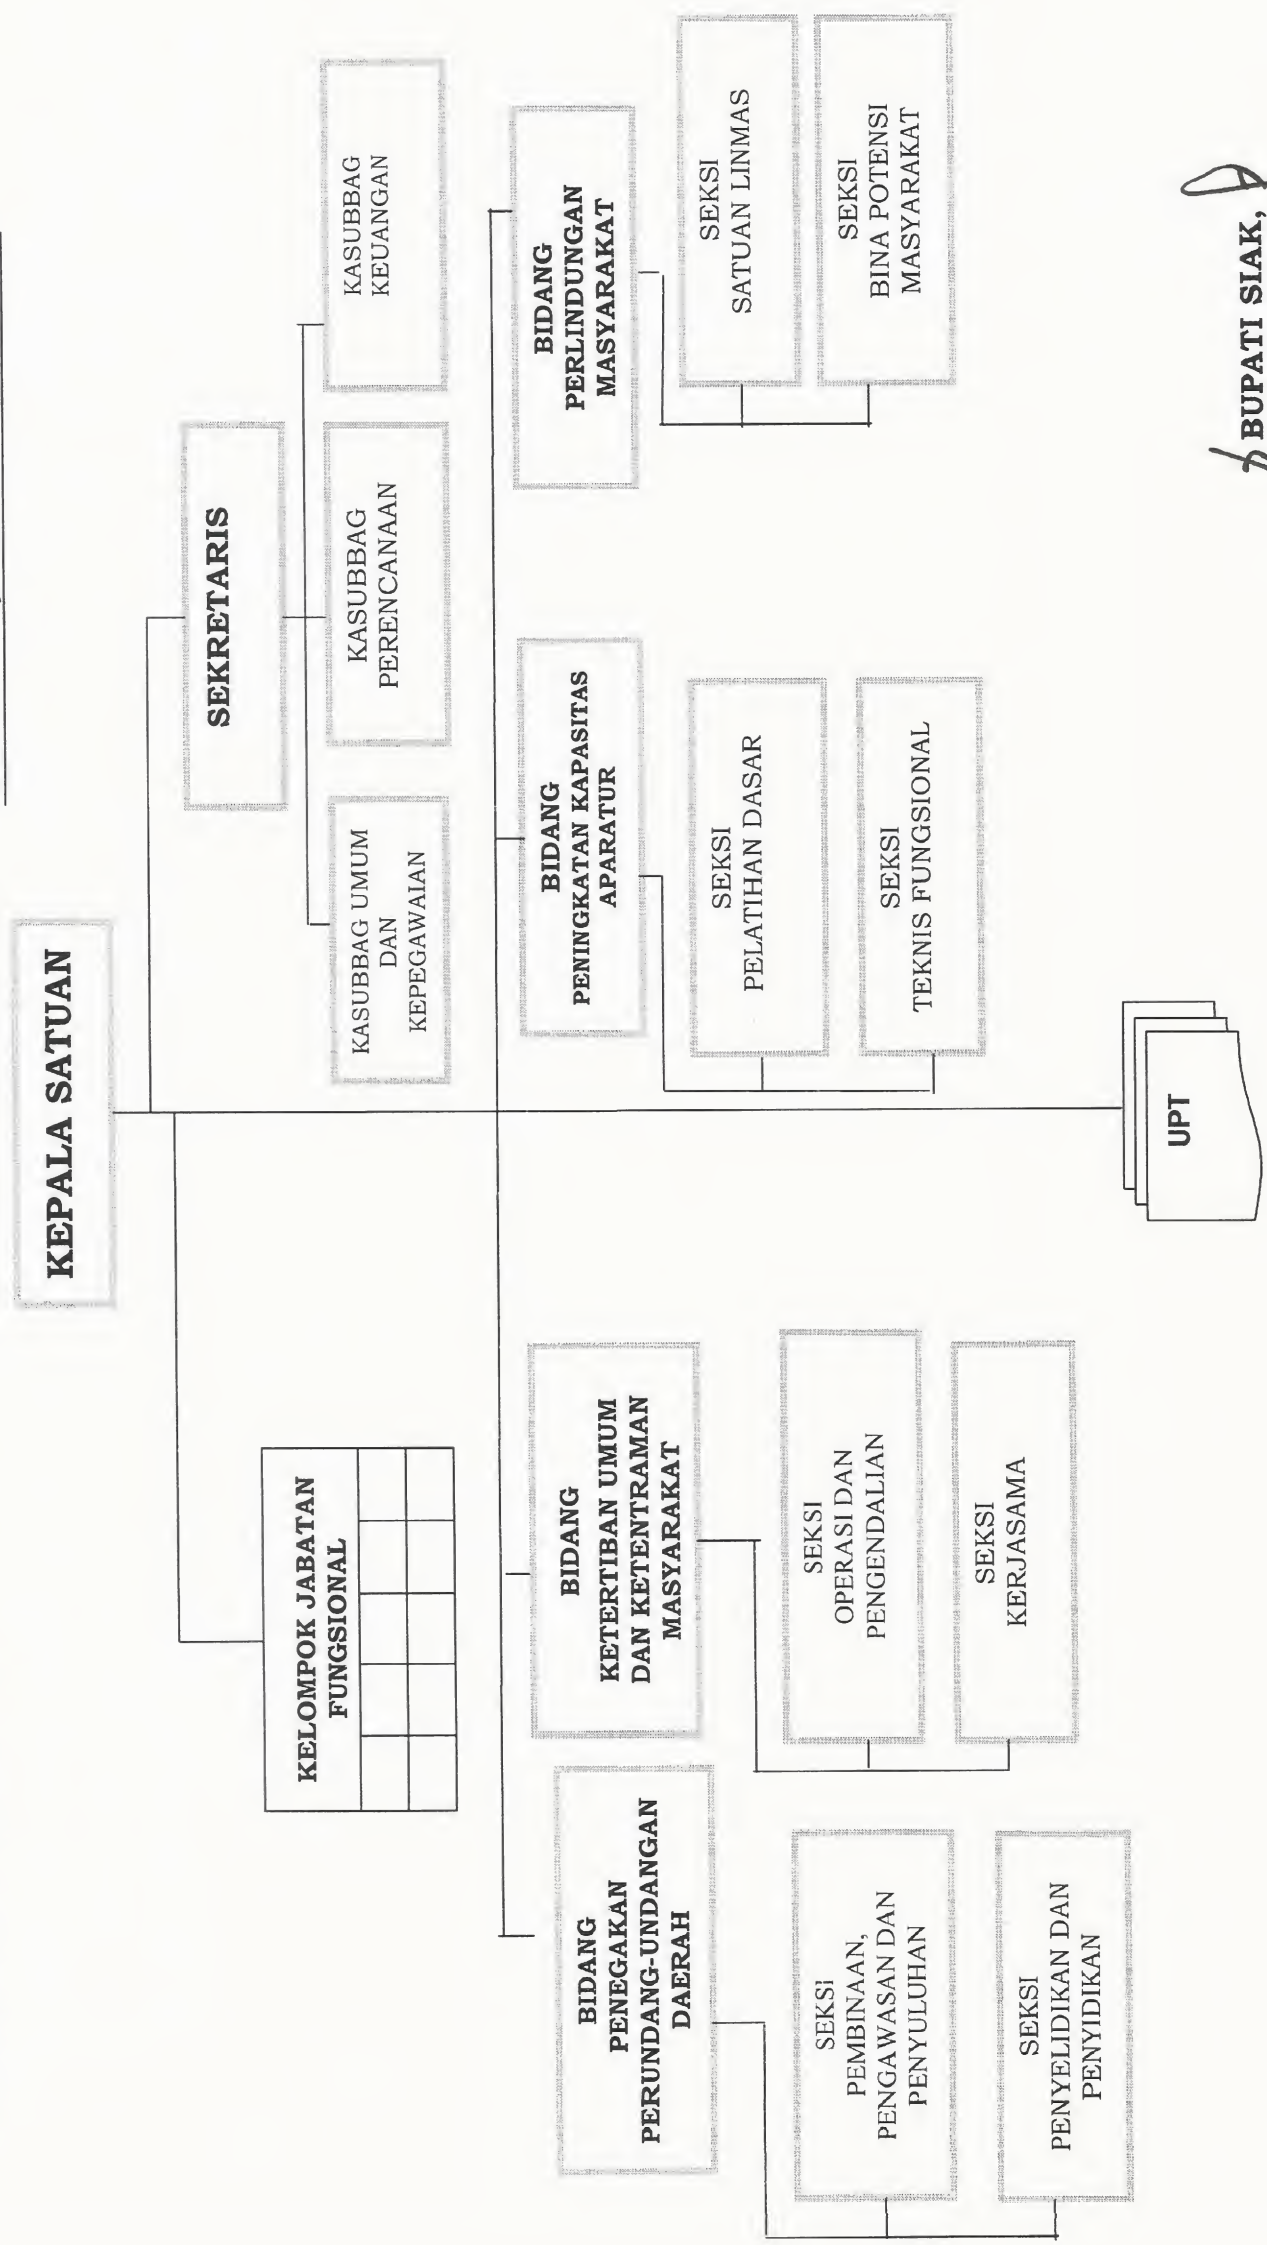 KEPALA SATUAN
SEKRETARIS
KELOMPOK JABATAN
FUNGSIONAL
KASUBBAG UMUM
DAN
KEPEGAWAIAN
KASUBBAG
PERENCANAAN
KASUBBAG
KEUANGAN
BIDANG
PENEGAKAN
PERUNDANG-UNDANGAN
DAERAH
BIDANG
KETERTIBAN UMUM
DAN KETENTRAMAN
MASYARAKAT
BIDANG
PENINGKATAN KAPASITAS
APARATUR
BIDANG
PERLINDUNGAN
MASYARAKAT
SEKSI
PEMBINAAN,
PENGAWASAN DAN
PENYULUHAN
SEKSI
OPERASI DAN
PENGENDALIAN
SEKSI
PELATIHAN DASAR
SEKSI
SATUAN LINMAS
SEKSI
PENYELIDIKAN DAN
PENYIDIKAN
SEKSI
KERJASAMA
SEKSI
TEKNIS FUNGSIONAL
SEKSI
BINA POTENSI
MASYARAKAT
UPT
BUPATI SIAK,